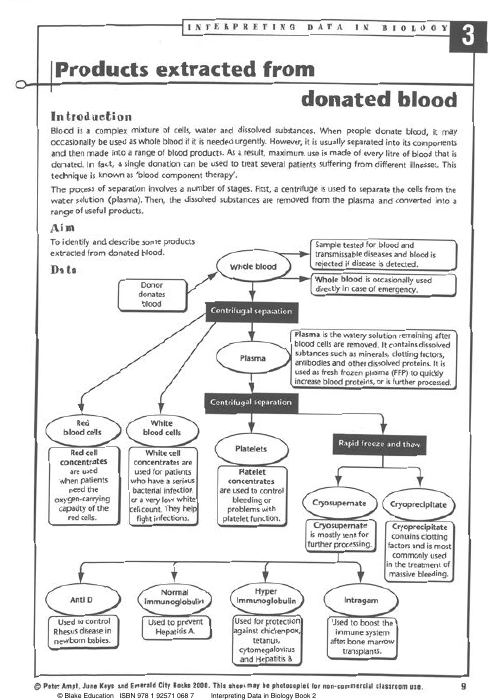 INTERPRETING DATA IN BIOLOGY
3
Products extracted from
donated blood
Introduction
Blood is a complex mixture of cells, water and dissolved substances. When people donate blood, it may
occasionally be used as whole blood if it is needed urgently. However, it is usually separated into its components
and then made into a range of blood products. As a result, maximum use is made of every litre of blood that is
donated. In fact, a single donation can be used to treat several patients suffering from different illnesses. This
technique is known as 'blood component therapy'.
The process of separation involves a number of stages. First, a centrifuge is used to separate the cells from the
water solution (plasma). Then, the dissolved substances are removed from the plasma and converted into a
range of useful products.
Aim
To identify and describe some products
extracted from donated blood.
Data
Donor
donates
blood
Whole blood
Sample tested for blood and
transmissable diseases and blood is
rejected if disease is detected.
Whole blood is occasionally used
directly in case of emergency.
Centrifugal separation
Plasma
Plasma is the watery solution remaining after
blood cells are removed. It contains dissolved
subtances such as minerals, clotting factors,
antibodies and other dissolved proteins. It is
used as fresh frozen plasma (FFP) to quickly
increase blood proteins, or is further processed.
Centrifugal separation
Red
blood cells
White
blood cells
Platelets
Rapid freeze and thaw
Red cell
concentrates
are used
when patients
need the
oxygen-carrying
capacity of the
red cells.
White cell
concentrates are
used for patients
who have a serious
bacterial infection
or a very low white
cell count. They help
fight infections.
Platelet
concentrates
are used to control
bleeding or
problems with
platelet function.
Cryosupernate
Cryoprecipitate
Cryosupernate
is mostly sent for
further processing.
Cryoprecipitate
contains clotting
factors and is most
commonly used
in the treatment of
massive bleeding.
Anti D
Normal
immunoglobulin
Hyper
immunoglobulin
Intragam
Used to control
Rhesus disease in
newborn babies.
Used to prevent
Hepatitis A.
Used for protection
against chickenpox,
tetanus,
cytomegalovius
and Hepatitis B
Used to boost the
immune system
after bone marrow
transplants.
© Peter Ampt, June Keys and Emerald City Books 2000. This sheet may be photocopied for non-commercial classroom use.
9
© Blake Education ISBN 978 1 92571 068 7 Interpreting Data in Biology Book 2